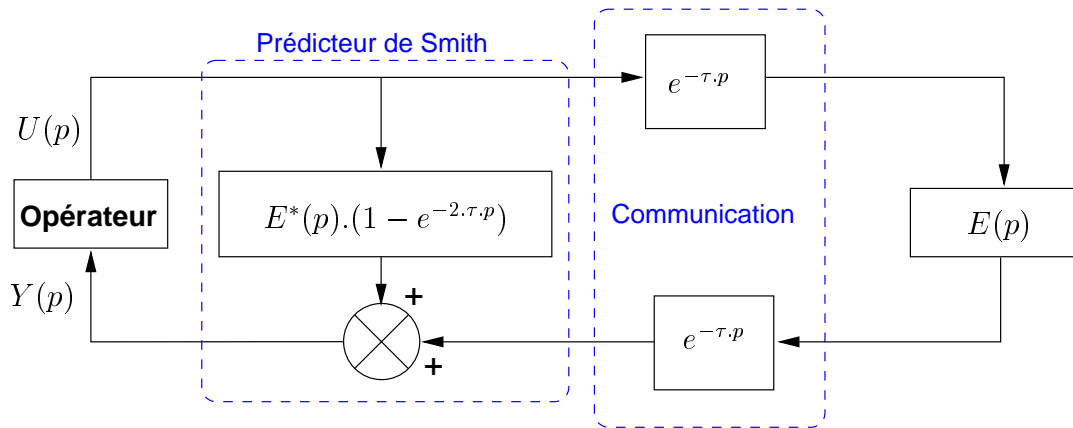 Prédicteur de Smith
e^{-τ.p}
U(p)
Opérateur
E^*(p).(1 − e^{-2.τ.p})
Communication
E(p)
Y(p)
+
e^{-τ.p}
+